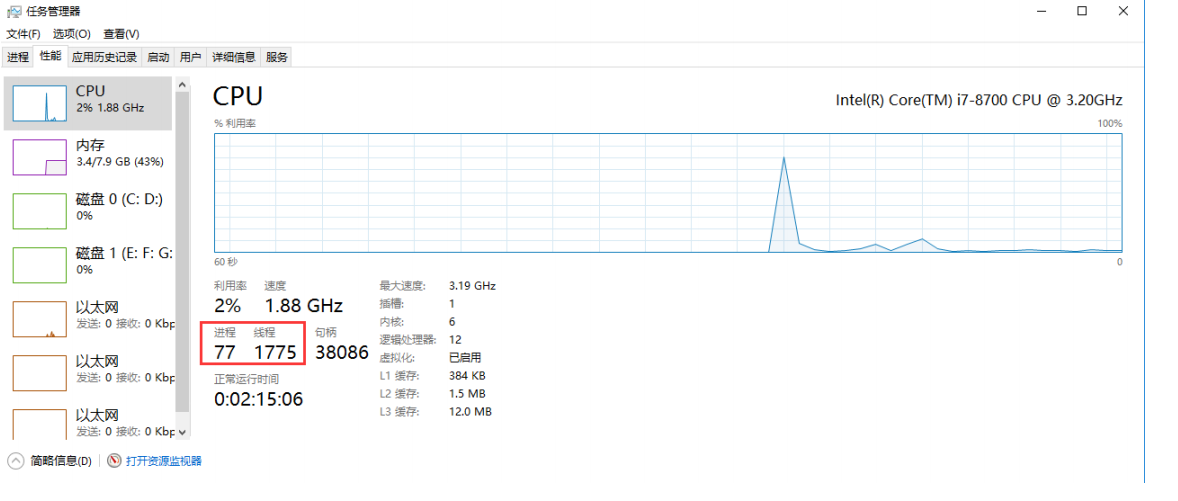 任务管理器
文件(F) 选项(O) 查看(V)
进程 性能 应用历史记录 启动 用户 详细信息 服务
CPU
2% 1.88 GHz
内存
3.4/7.9 GB (43%)
磁盘 0 (C: D:)
0%
磁盘 1 (E: F: G:
0%
以太网
发送: 0 接收: 0 Kbp
以太网
发送: 0 接收: 0 Kbp
以太网
发送: 0 接收: 0 Kbp
CPU
Intel(R) Core(TM) i7-8700 CPU @ 3.20GHz
% 利用率 100%
60 秒 0
利用率 速度
2% 1.88 GHz
进程 线程 句柄
77 1775 38086
正常运行时间
0:02:15:06
最大速度: 3.19 GHz
插槽: 1
内核: 6
逻辑处理器: 12
虚拟化: 已启用
L1 缓存: 384 KB
L2 缓存: 1.5 MB
L3 缓存: 12.0 MB
简略信息(D) 打开资源监视器